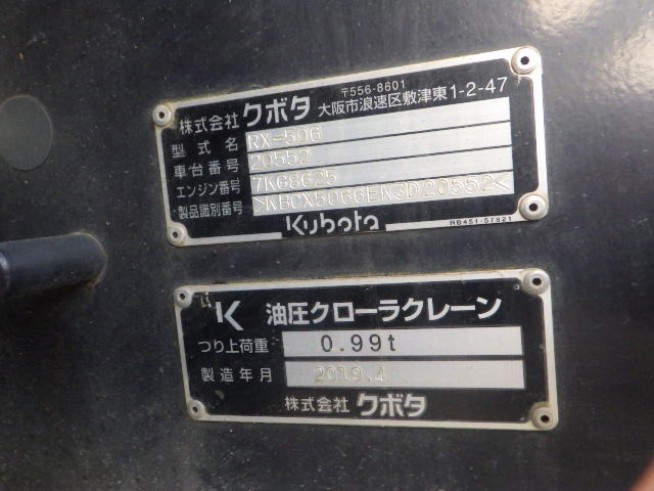 〒556-8601
株式会社 クボタ 大阪市浪速区敷津東1-2-47
型式名 RX-506
車台番号 20552
エンジン番号 7K68625
製品識別番号 >KBCX506GEN3D20552<
Kubota RB451-57821
K 油圧クローラクレーン
つり上荷重 0.99t
製造年月 2019.4
株式会社 クボタ